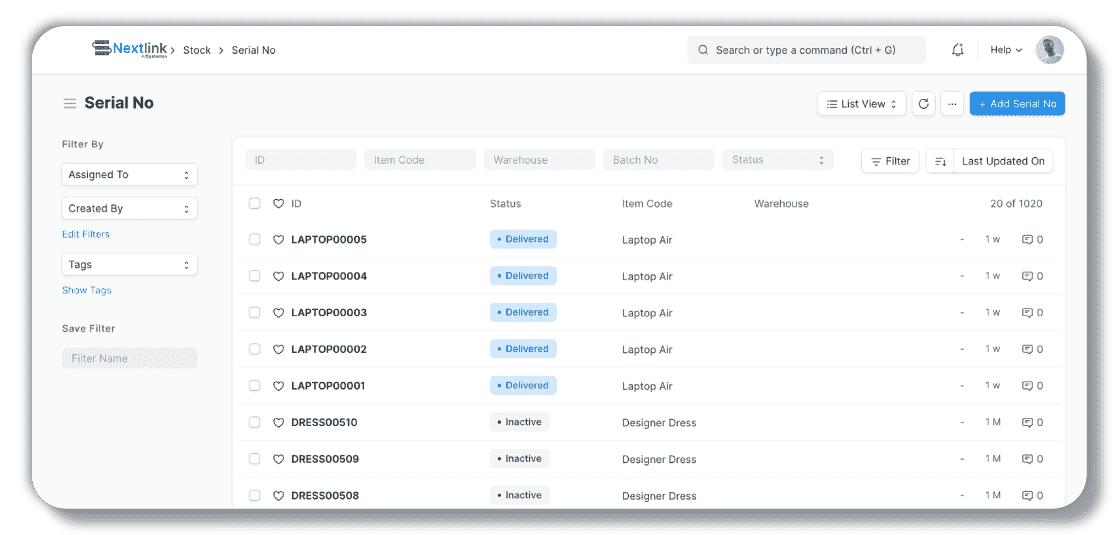 Nextlink > Stock > Serial No Search or type a command (Ctrl + G) Help
Serial No List View ... + Add Serial No
Filter By
Assigned To
Created By
Edit Filters
Tags
Show Tags
Save Filter
Filter Name
ID Item Code Warehouse Batch No Status Filter Last Updated On
ID Status Item Code Warehouse 20 of 1020
LAPTOP00005 • Delivered Laptop Air - 1 w 0
LAPTOP00004 • Delivered Laptop Air - 1 w 0
LAPTOP00003 • Delivered Laptop Air - 1 w 0
LAPTOP00002 • Delivered Laptop Air - 1 w 0
LAPTOP00001 • Delivered Laptop Air - 1 w 0
DRESS00510 • Inactive Designer Dress - 1 M 0
DRESS00509 • Inactive Designer Dress - 1 M 0
DRESS00508 • Inactive Designer Dress - 1 M 0